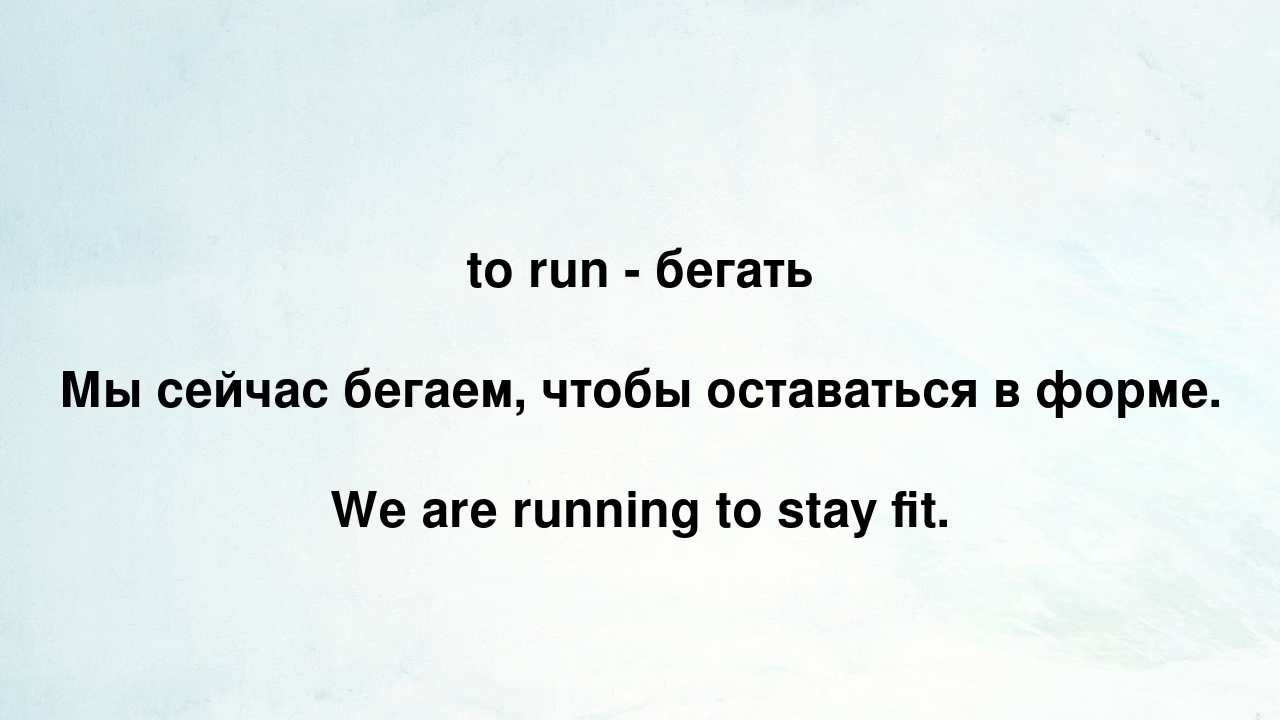 to run - бегать
Мы сейчас бегаем, чтобы оставаться в форме.
We are running to stay fit.